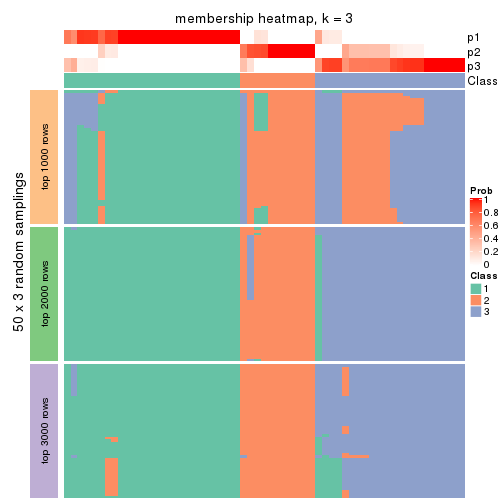 membership heatmap, k = 3
p1
p2
p3
Class
50 x 3 random samplings
top 1000 rows
top 2000 rows
top 3000 rows
Prob
1
0.8
0.6
0.4
0.2
0
Class
1
2
3